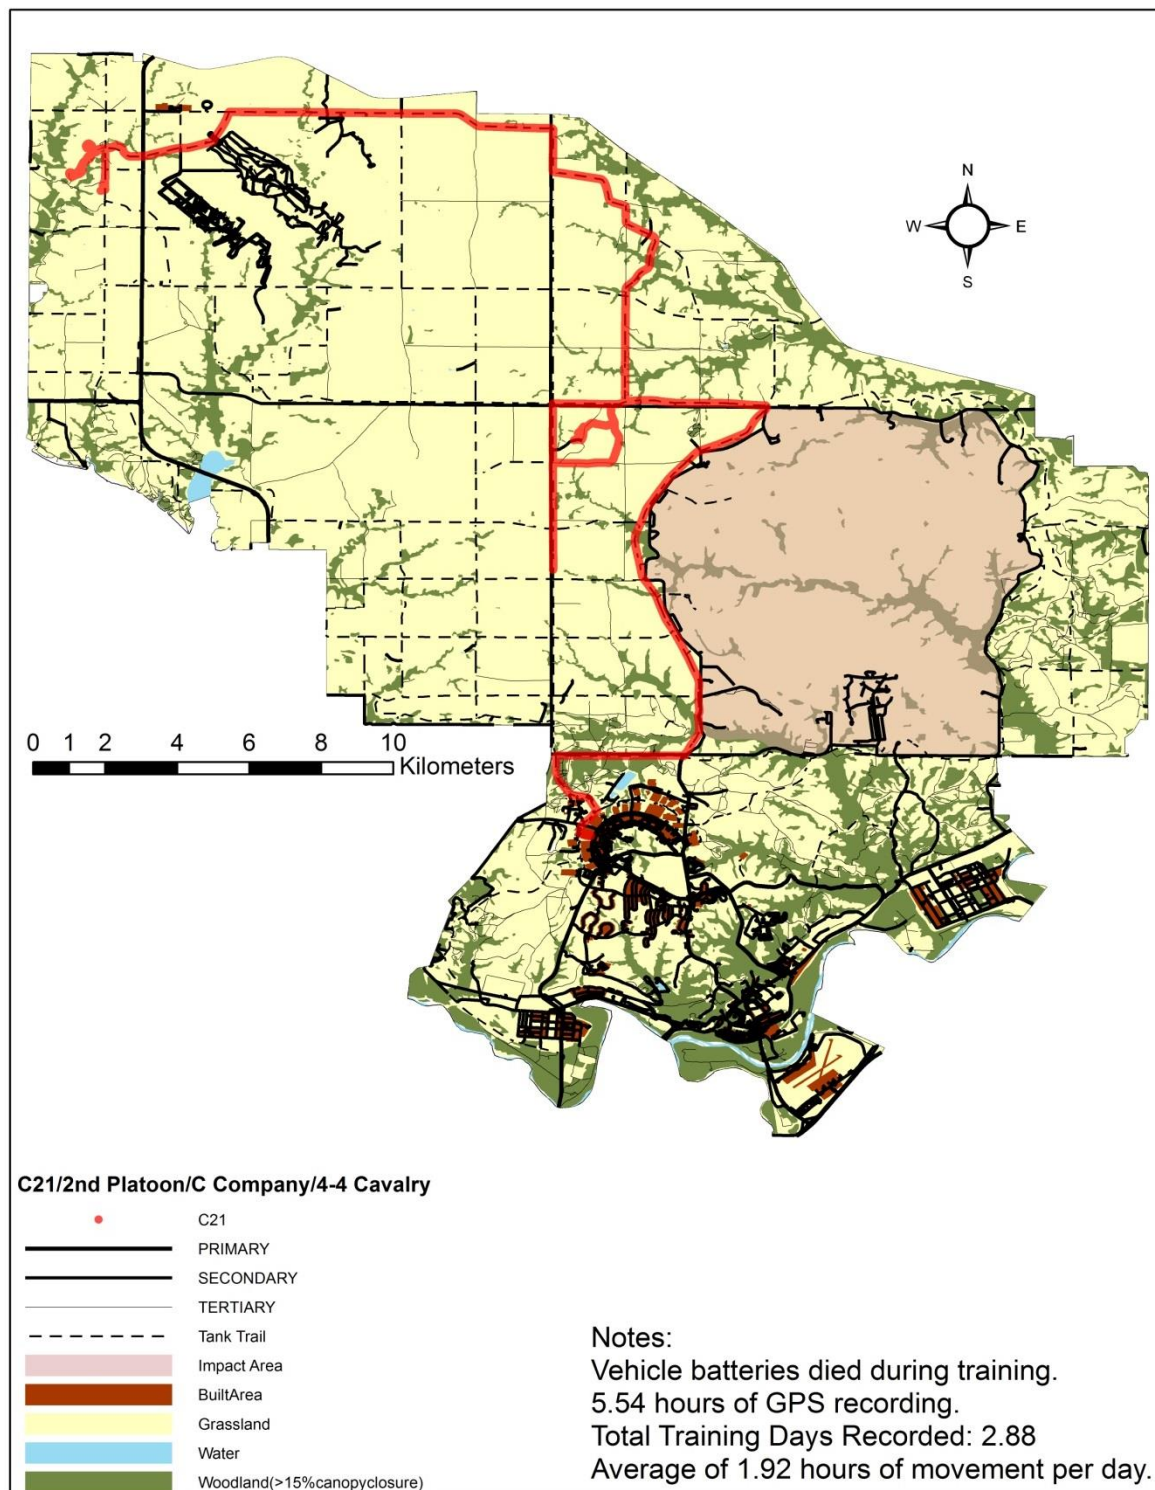 N
W E
S
0 1 2 4 6 8 10
Kilometers
C21/2nd Platoon/C Company/4-4 Cavalry
C21
PRIMARY
SECONDARY
TERTIARY
Tank Trail
Impact Area
BuiltArea
Grassland
Water
Woodland(>15%canopyclosure)
Notes:
Vehicle batteries died during training.
5.54 hours of GPS recording.
Total Training Days Recorded: 2.88
Average of 1.92 hours of movement per day.